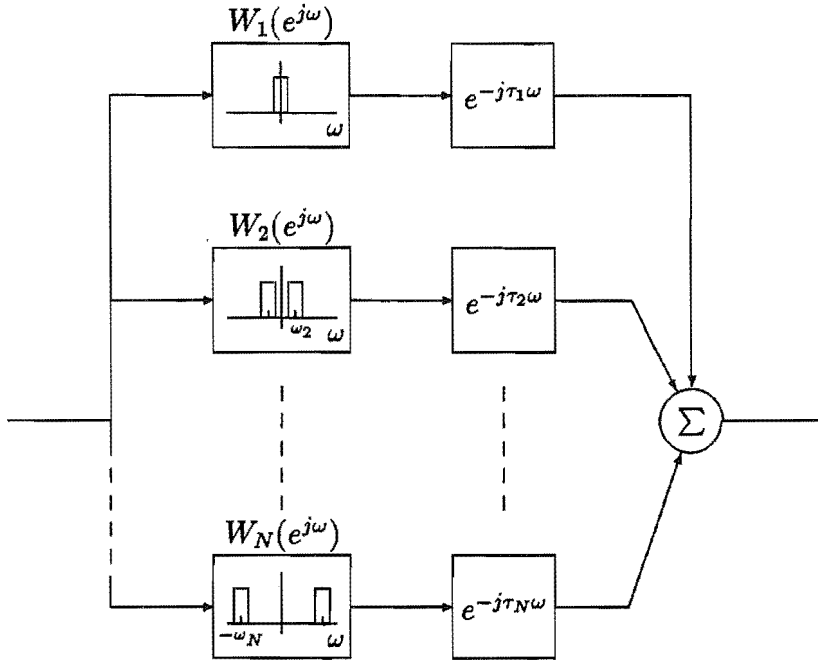 W₁(e^{jω})
ω
e^{-jτ₁ω}
W₂(e^{jω})
ω₂
ω
e^{-jτ₂ω}
Σ
W_N(e^{jω})
-ω_N
ω
e^{-jτ_Nω}